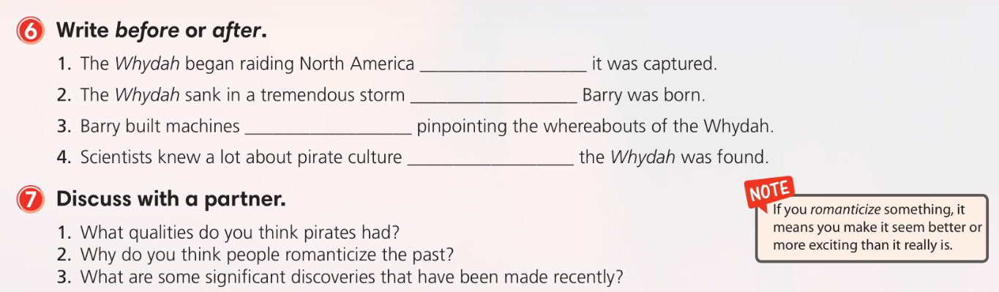 6 Write before or after.
1. The Whydah began raiding North America __________________ it was captured.
2. The Whydah sank in a tremendous storm __________________ Barry was born.
3. Barry built machines __________________ pinpointing the whereabouts of the Whydah.
4. Scientists knew a lot about pirate culture __________________ the Whydah was found.
7 Discuss with a partner.
1. What qualities do you think pirates had?
2. Why do you think people romanticize the past?
3. What are some significant discoveries that have been made recently?
NOTE
If you romanticize something, it
means you make it seem better or
more exciting than it really is.